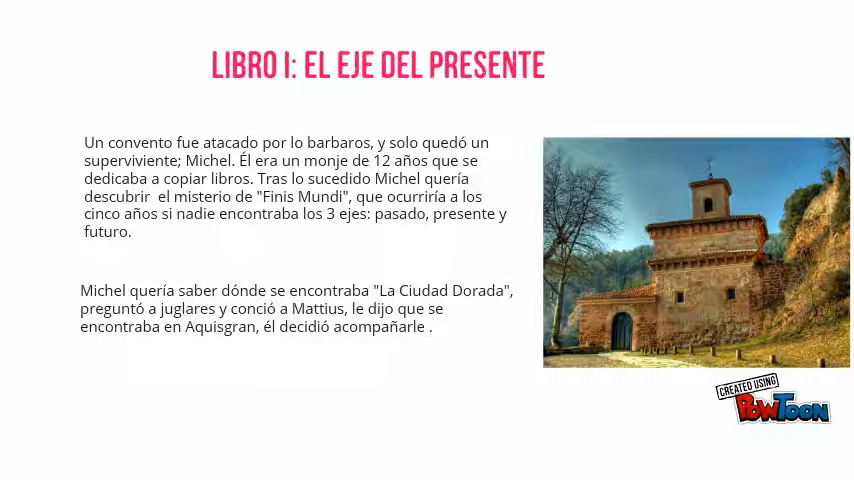 LIBRO I: EL EJE DEL PRESENTE
Un convento fue atacado por lo barbaros, y solo quedó un
superviviente; Michel. Él era un monje de 12 años que se
dedicaba a copiar libros. Tras lo sucedido Michel quería
descubrir  el misterio de "Finis Mundi", que ocurriría a los
cinco años si nadie encontraba los 3 ejes: pasado, presente y
futuro.
Michel quería saber dónde se encontraba "La Ciudad Dorada",
preguntó a juglares y conció a Mattius, le dijo que se
encontraba en Aquisgran, él decidió acompañarle .
CREATED USING
POWTOON